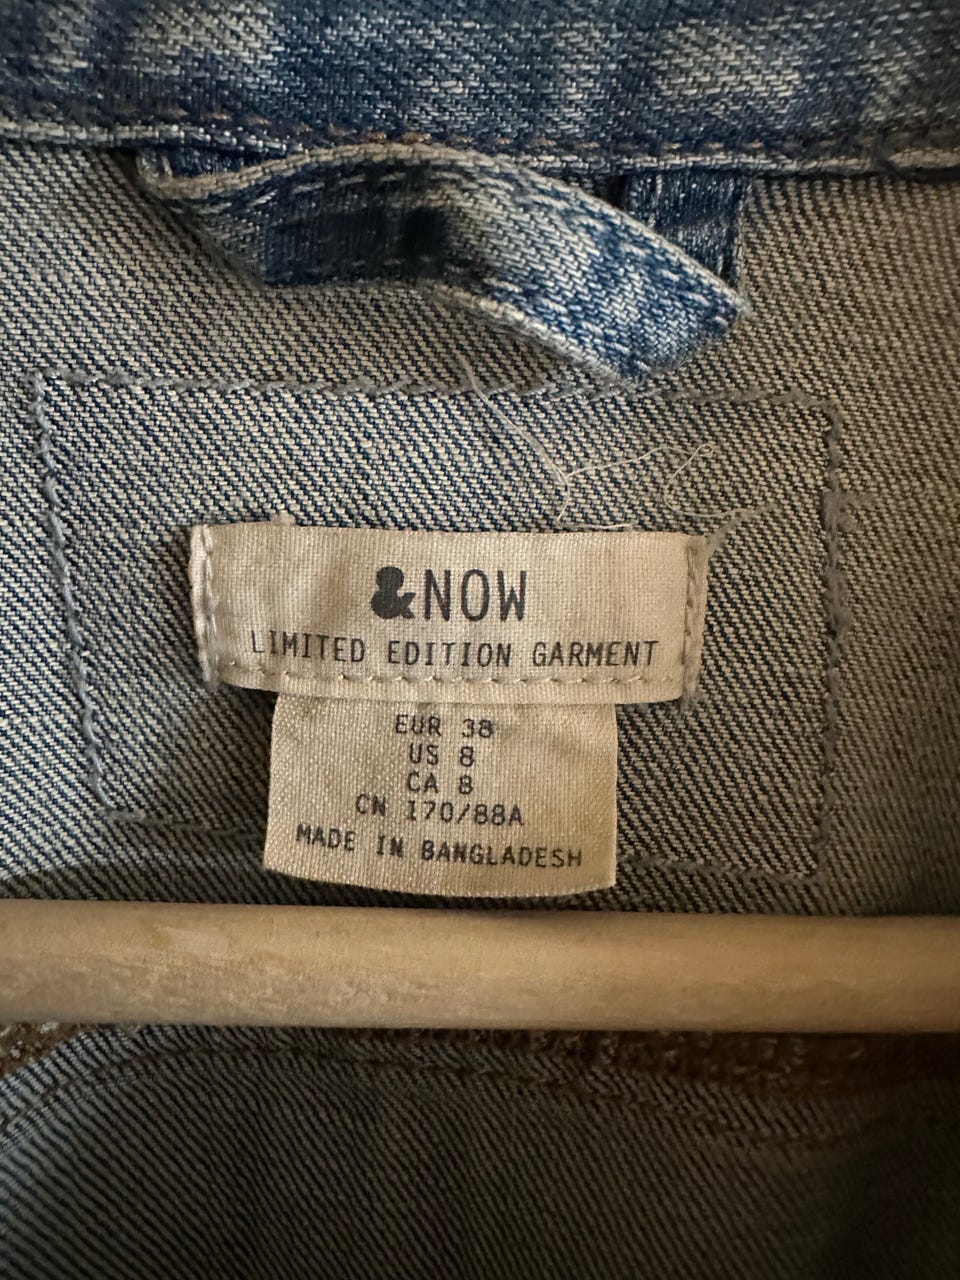 &NOW
LIMITED EDITION GARMENT
EUR 38
US 8
CA 8
CN 170/88A
MADE IN BANGLADESH